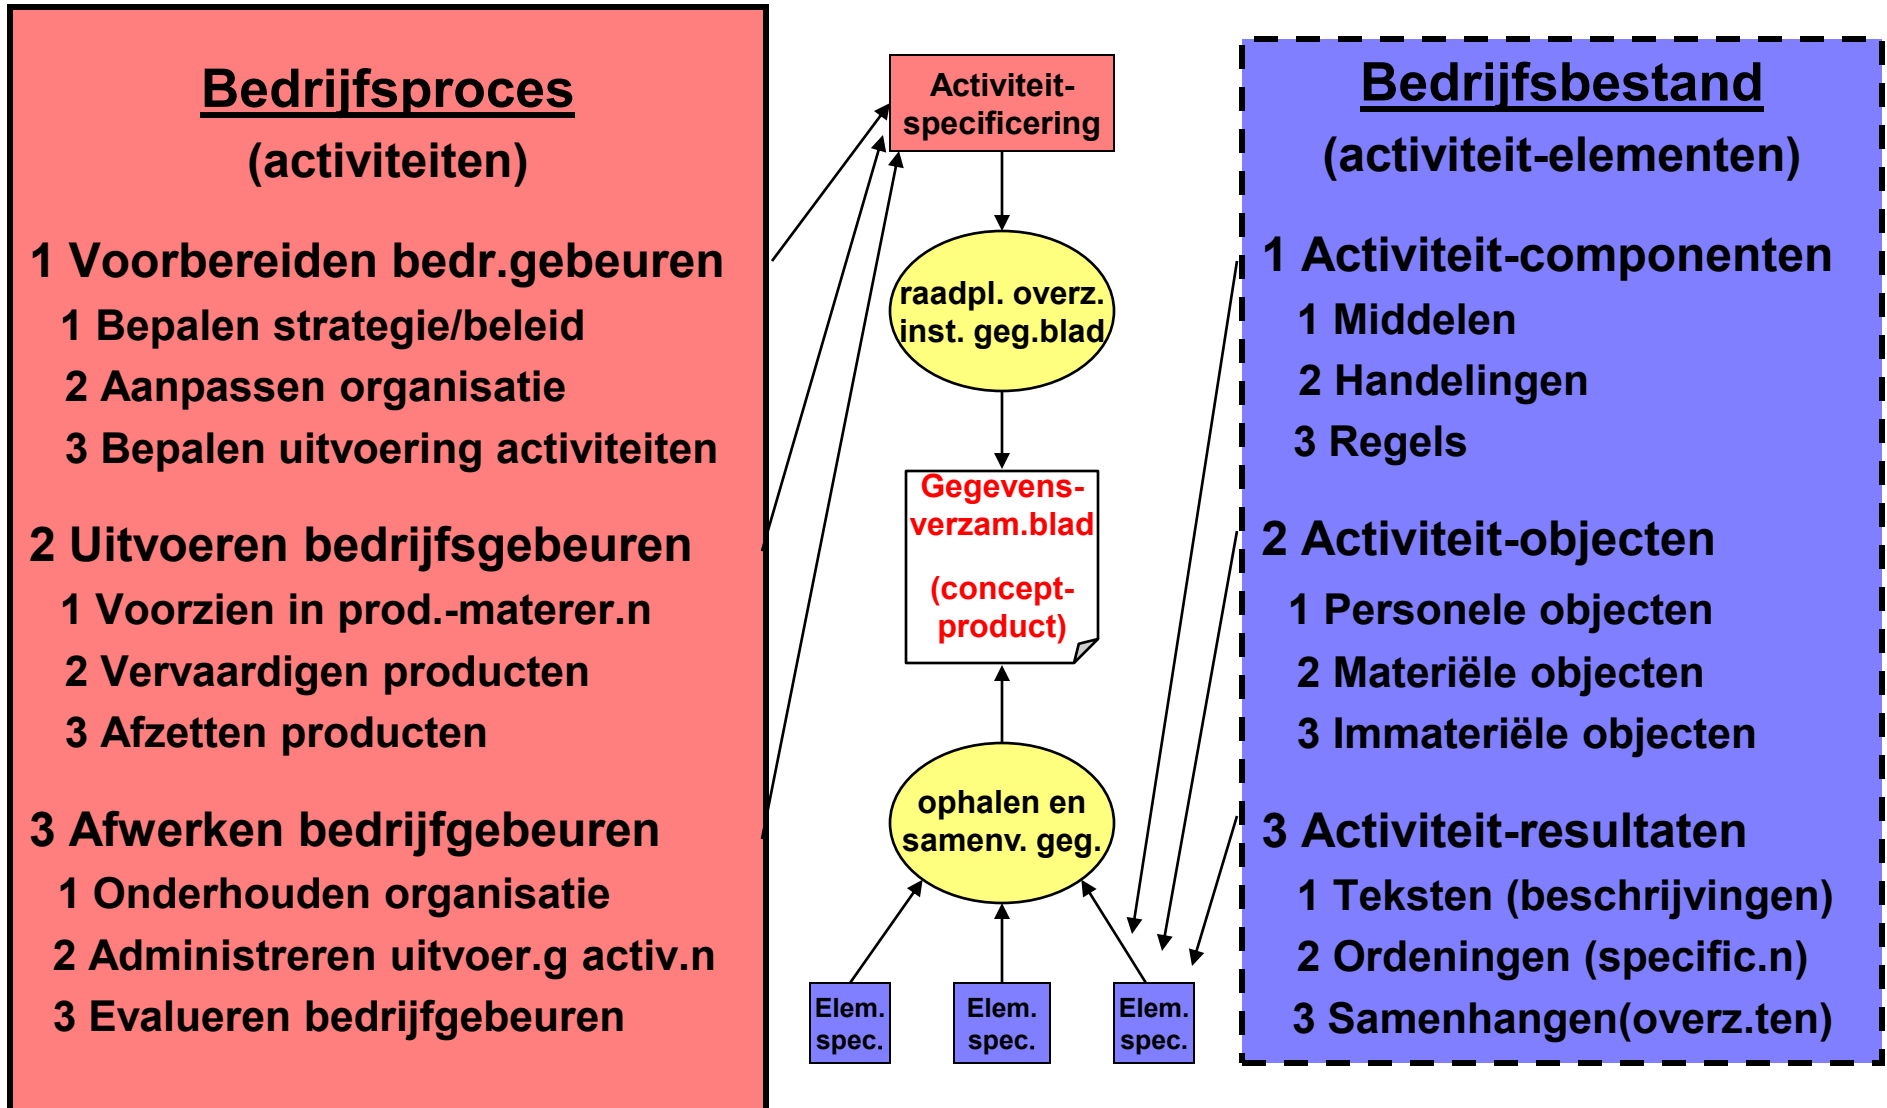 Bedrijfsproces
(activiteiten)
1 Voorbereiden bedr.gebeuren
1 Bepalen strategie/beleid
2 Aanpassen organisatie
3 Bepalen uitvoering activiteiten
2 Uitvoeren bedrijfsgebeuren
1 Voorzien in prod.-materer.n
2 Vervaardigen producten
3 Afzetten producten
3 Afwerken bedrijfgebeuren
1 Onderhouden organisatie
2 Administreren uitvoer.g activ.n
3 Evalueren bedrijfgebeuren
Activiteit-
specificering
raadpl. overz.
inst. geg.blad
Gegevens-
verzam.blad
(concept-
product)
ophalen en
samenv. geg.
Elem.
spec.
Elem.
spec.
Elem.
spec.
Bedrijfsbestand
(activiteit-elementen)
1 Activiteit-componenten
1 Middelen
2 Handelingen
3 Regels
2 Activiteit-objecten
1 Personele objecten
2 Materiële objecten
3 Immateriële objecten
3 Activiteit-resultaten
1 Teksten (beschrijvingen)
2 Ordeningen (specific.n)
3 Samenhangen(overz.ten)